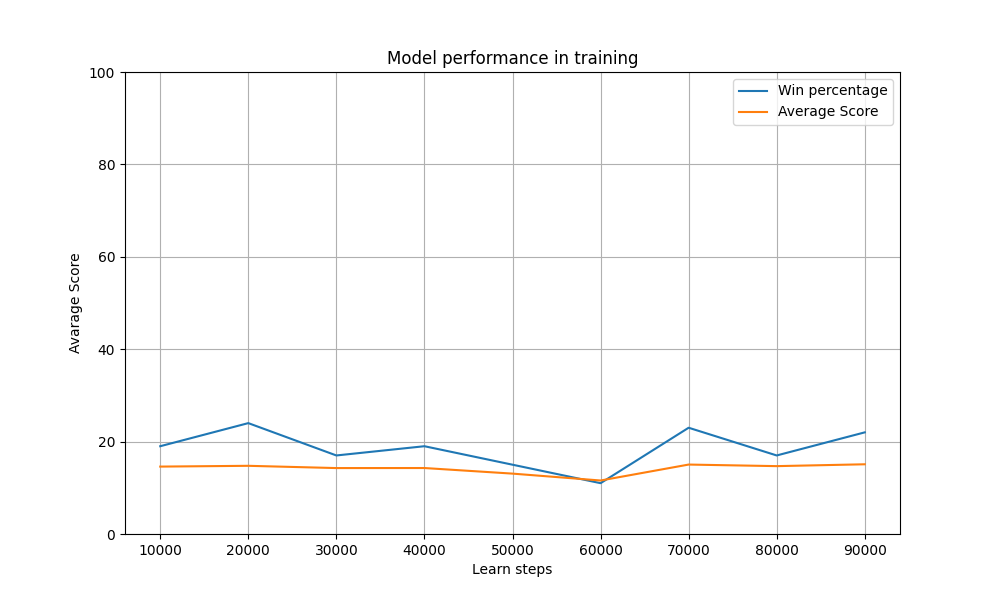 Model performance in training
Win percentage
Average Score
100
80
60
40
20
0
Avarage Score
10000 20000 30000 40000 50000 60000 70000 80000 90000
Learn steps